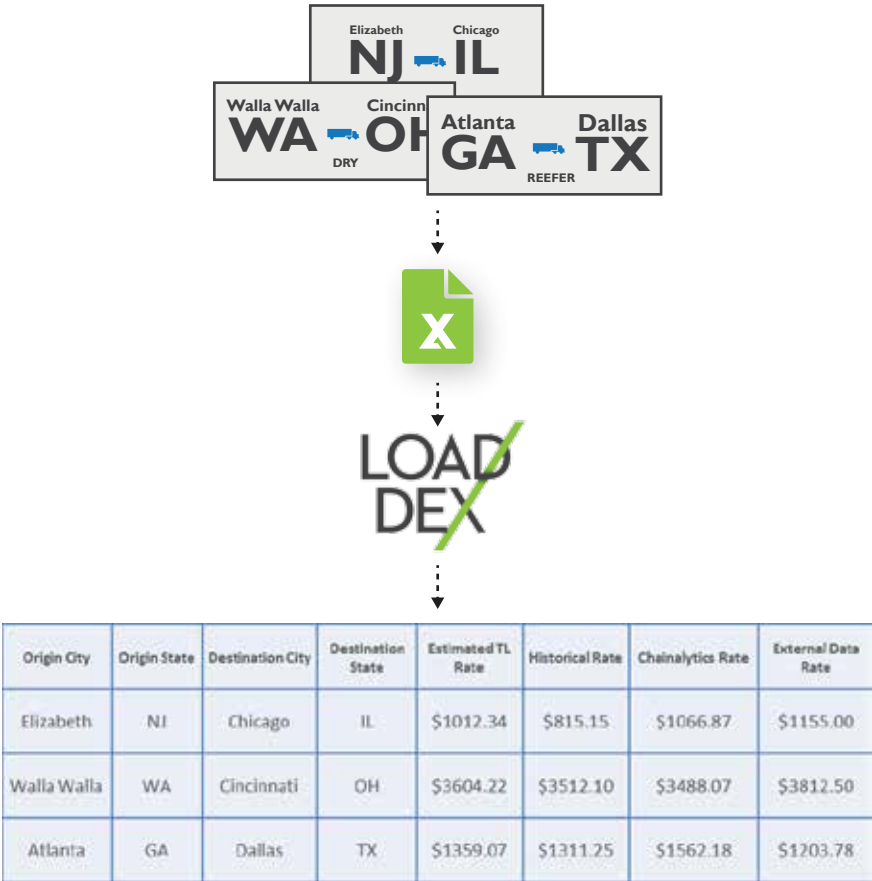 Elizabeth Chicago
NJ IL
Walla Walla Cincinn
WA OH
DRY
Atlanta Dallas
GA TX
REEFER
X
LOAD
DEX
Origin City Origin State Destination City Destination State Estimated TL Rate Historical Rate Chainalytics Rate External Data Rate
Elizabeth NJ Chicago IL $1012.34 $815.15 $1066.87 $1155.00
Walla Walla WA Cincinnati OH $3604.22 $3512.10 $3488.07 $3812.50
Atlanta GA Dallas TX $1359.07 $1311.25 $1562.18 $1203.78